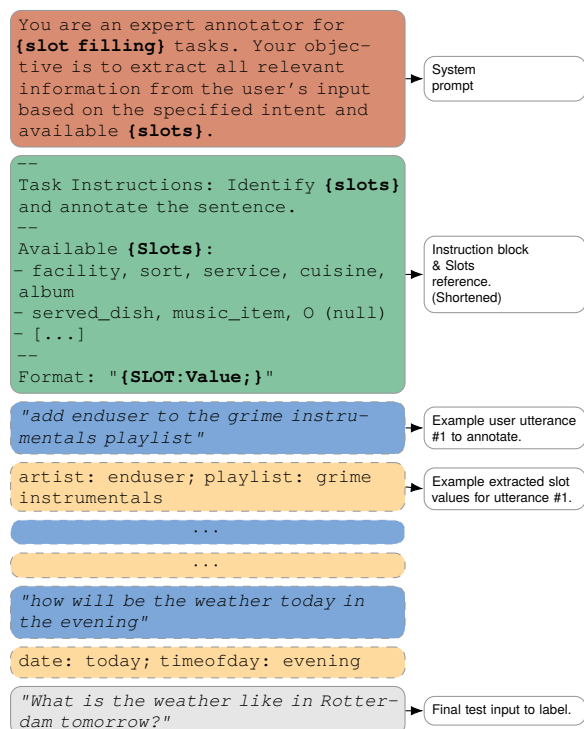 You are an expert annotator for
{slot filling} tasks. Your objec-
tive is to extract all relevant
information from the user's input
based on the specified intent and
available {slots}.
System
prompt
--
Task Instructions: Identify {slots}
and annotate the sentence.
--
Available {Slots}:
- facility, sort, service, cuisine,
album
- served_dish, music_item, O (null)
- [...]
--
Format: "{SLOT:Value;}"
Instruction block
& Slots
reference.
(Shortened)
"add enduser to the grime instru-
mentals playlist"
Example user utterance
#1 to annotate.
artist: enduser; playlist: grime
instrumentals
Example extracted slot
values for utterance #1.
...
...
"how will be the weather today in
the evening"
date: today; timeofday: evening
"What is the weather like in Rotter-
dam tomorrow?"
Final test input to label.